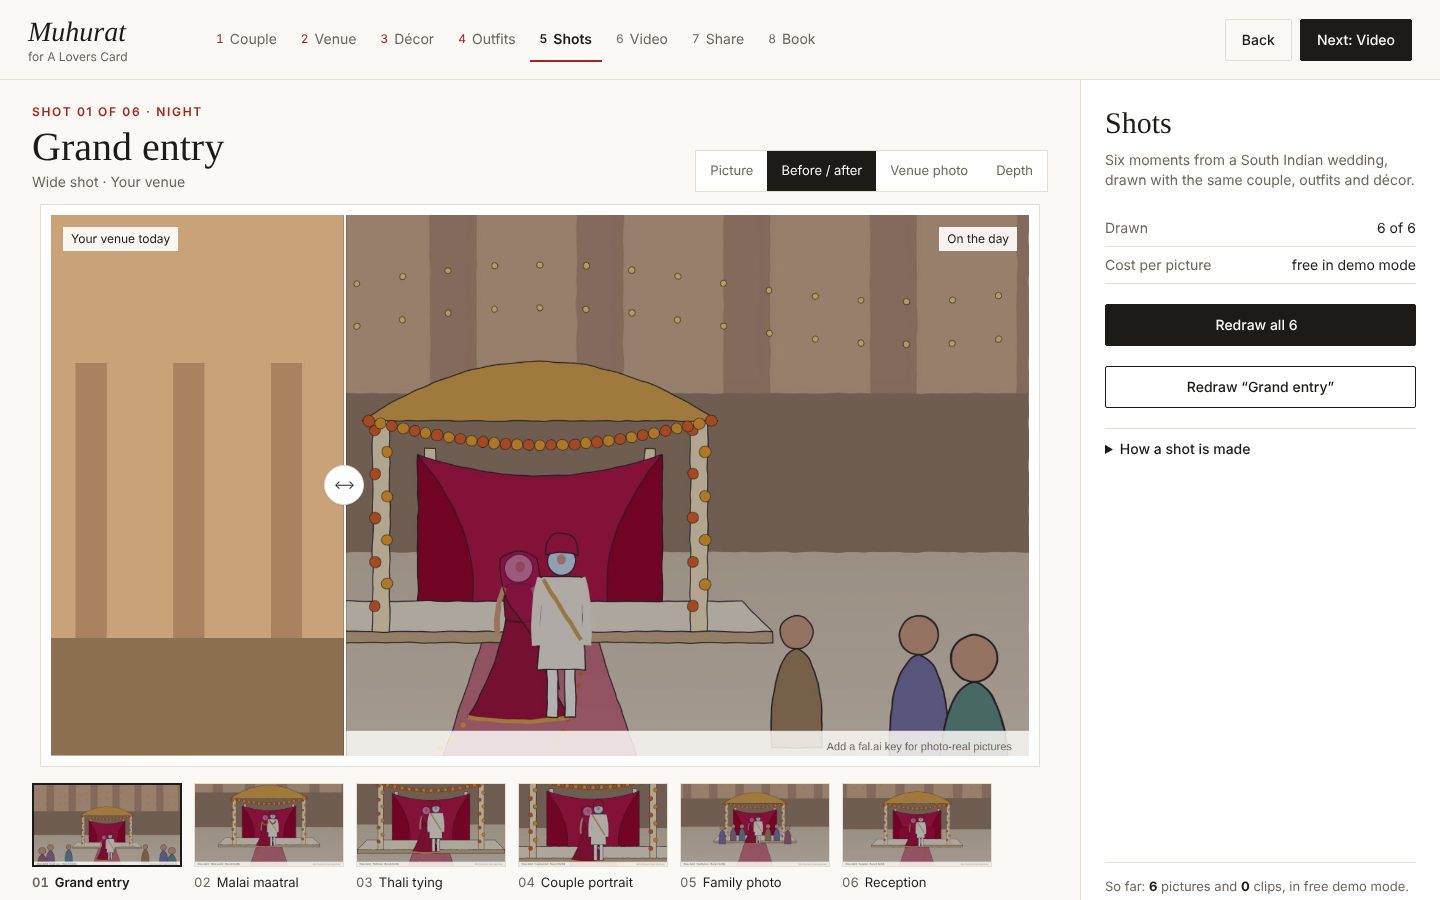 Muhurat
for A Lovers Card
1 Couple
2 Venue
3 Décor
4 Outfits
5 Shots
6 Video
7 Share
8 Book
Back
Next: Video
SHOT 01 OF 06 · NIGHT
Grand entry
Wide shot · Your venue
Picture
Before / after
Venue photo
Depth
Your venue today
On the day
Add a fal.ai key for photo-real pictures
01 Grand entry
02 Malai maatral
03 Thali tying
04 Couple portrait
05 Family photo
06 Reception
Shots
Six moments from a South Indian wedding,
drawn with the same couple, outfits and décor.
Drawn 6 of 6
Cost per picture free in demo mode
Redraw all 6
Redraw “Grand entry”
How a shot is made
So far: 6 pictures and 0 clips, in free demo mode.